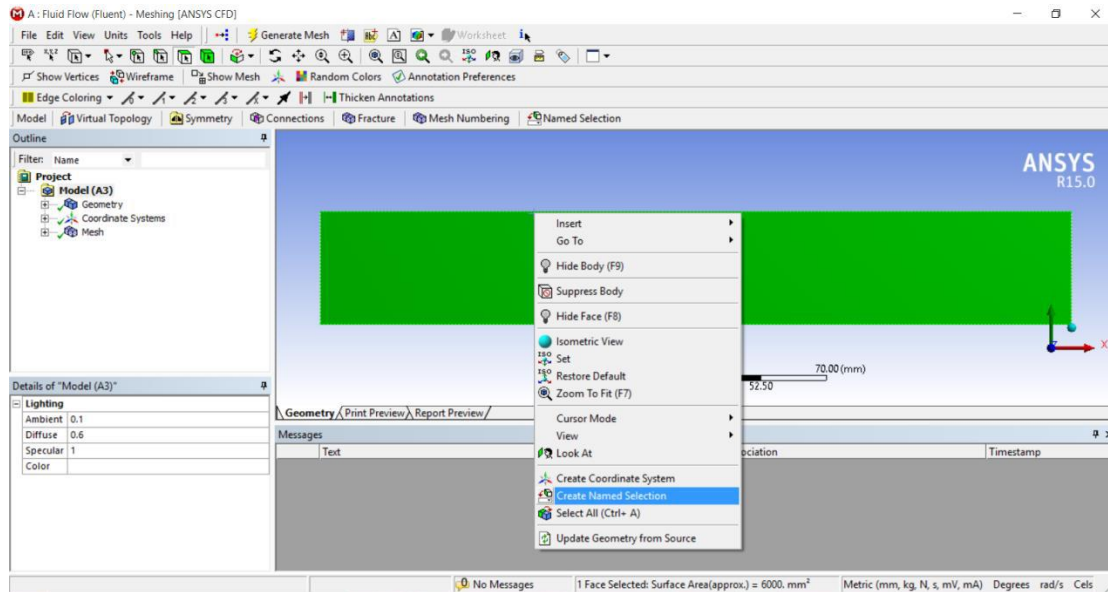 A : Fluid Flow (Fluent) - Meshing [ANSYS CFD]
File Edit View Units Tools Help Generate Mesh Worksheet
Show Vertices Wireframe Show Mesh Random Colors Annotation Preferences
Edge Coloring Thicken Annotations
Model Virtual Topology Symmetry Connections Fracture Mesh Numbering Named Selection
Outline
Filter: Name
Project
Model (A3)
Geometry
Coordinate Systems
Mesh
ANSYS
R15.0
Insert
Go To
Hide Body (F9)
Suppress Body
Hide Face (F8)
Isometric View
ISO Set
ISO Restore Default
Zoom To Fit (F7)
Cursor Mode
View
Look At
Create Coordinate System
Create Named Selection
Select All (Ctrl+ A)
Update Geometry from Source
X
70.00 (mm)
52.50
Details of "Model (A3)"
Lighting
Ambient 0.1
Diffuse 0.6
Specular 1
Color
Geometry Print Preview Report Preview
Messages
Text ociation Timestamp
No Messages 1 Face Selected: Surface Area(approx.) = 6000. mm² Metric (mm, kg, N, s, mV, mA) Degrees rad/s Cels